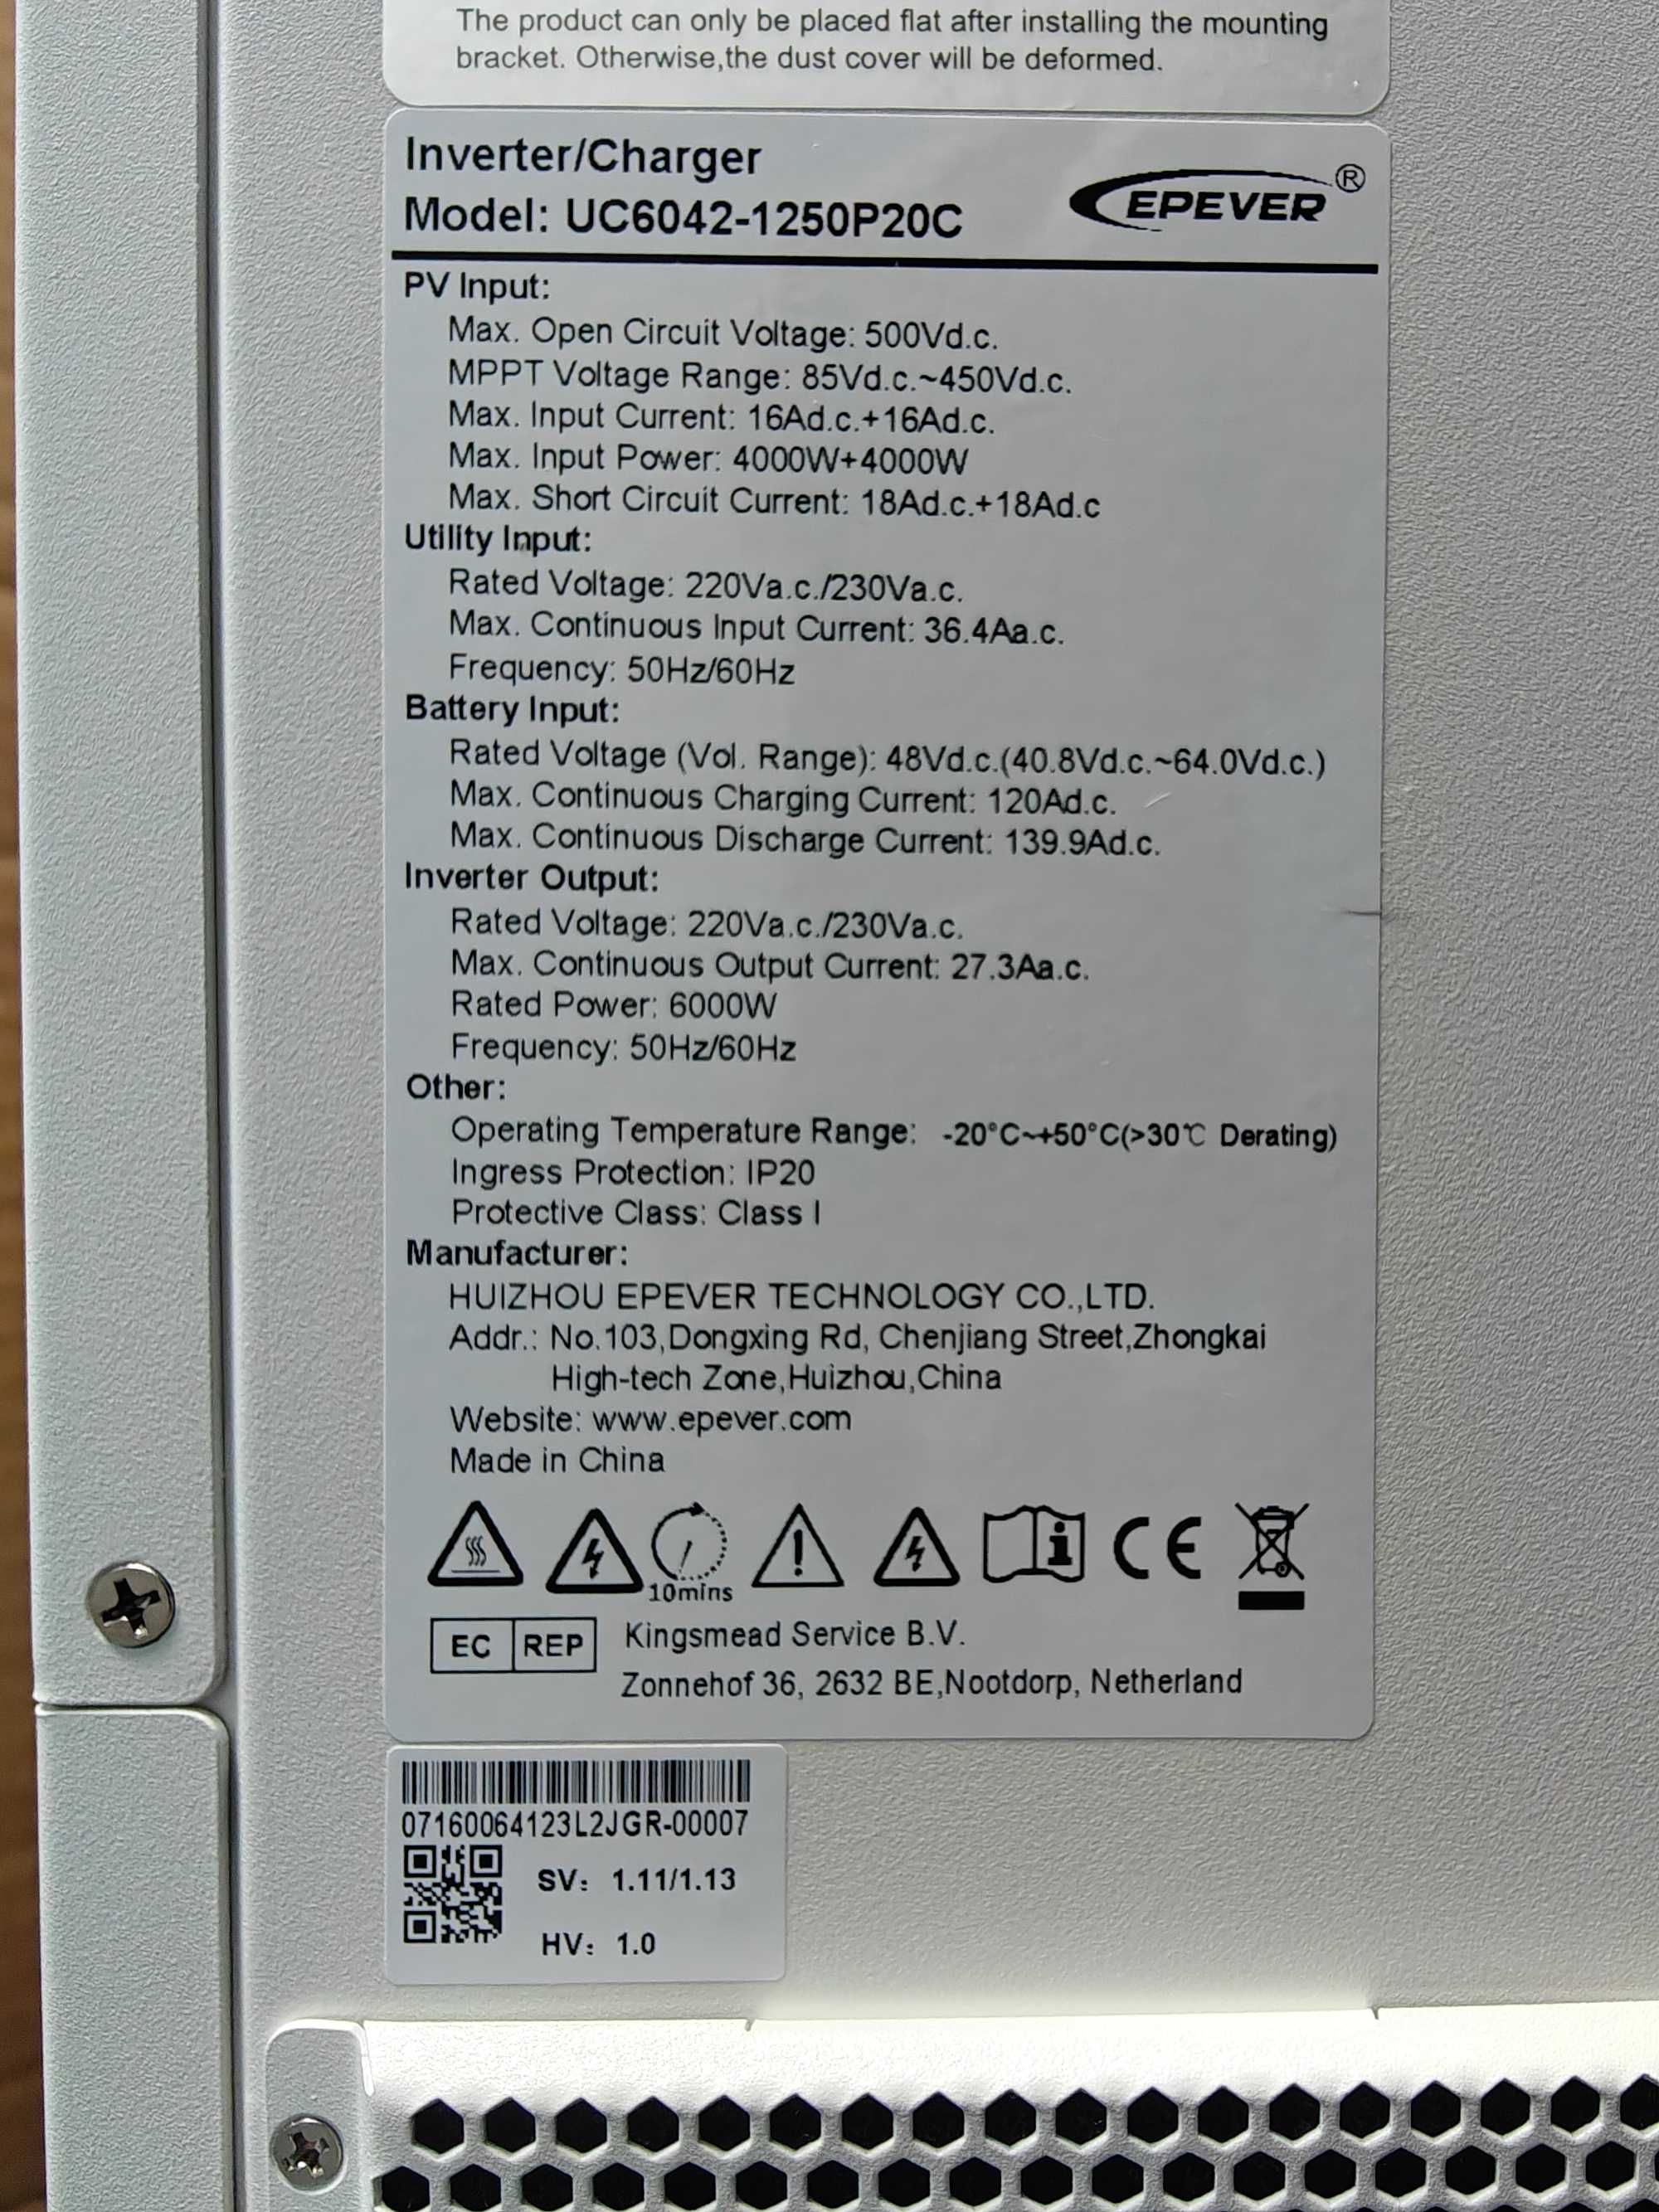 The product can only be placed flat after installing the mounting
bracket. Otherwise,the dust cover will be deformed.
Inverter/Charger
Model: UC6042-1250P20C
EPEVER®
PV Input:
Max. Open Circuit Voltage: 500Vd.c.
MPPT Voltage Range: 85Vd.c.~450Vd.c.
Max. Input Current: 16Ad.c.+16Ad.c.
Max. Input Power: 4000W+4000W
Max. Short Circuit Current: 18Ad.c.+18Ad.c
Utility Input:
Rated Voltage: 220Va.c./230Va.c.
Max. Continuous Input Current: 36.4Aa.c.
Frequency: 50Hz/60Hz
Battery Input:
Rated Voltage (Vol. Range): 48Vd.c.(40.8Vd.c.~64.0Vd.c.)
Max. Continuous Charging Current: 120Ad.c.
Max. Continuous Discharge Current: 139.9Ad.c.
Inverter Output:
Rated Voltage: 220Va.c./230Va.c.
Max. Continuous Output Current: 27.3Aa.c.
Rated Power: 6000W
Frequency: 50Hz/60Hz
Other:
Operating Temperature Range: -20°C~+50°C(>30℃ Derating)
Ingress Protection: IP20
Protective Class: Class I
Manufacturer:
HUIZHOU EPEVER TECHNOLOGY CO.,LTD.
Addr.: No.103,Dongxing Rd, Chenjiang Street,Zhongkai
High-tech Zone,Huizhou,China
Website: www.epever.com
Made in China
10mins
CE
EC REP
Kingsmead Service B.V.
Zonnehof 36, 2632 BE,Nootdorp, Netherland
07160064123L2JGR-00007
SV: 1.11/1.13
HV: 1.0